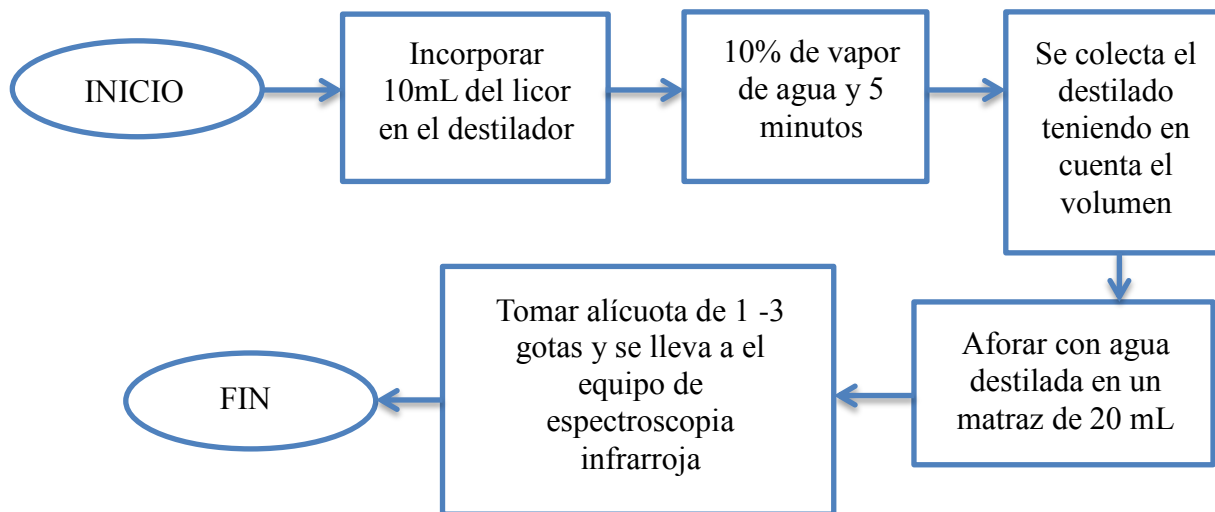 INICIO
Incorporar
10mL del licor
en el destilador
10% de vapor
de agua y 5
minutos
Se colecta el
destilado
teniendo en
cuenta el
volumen
Aforar con agua
destilada en un
matraz de 20 mL
Tomar alícuota de 1 -3
gotas y se lleva a el
equipo de
espectroscopia
infrarroja
FIN